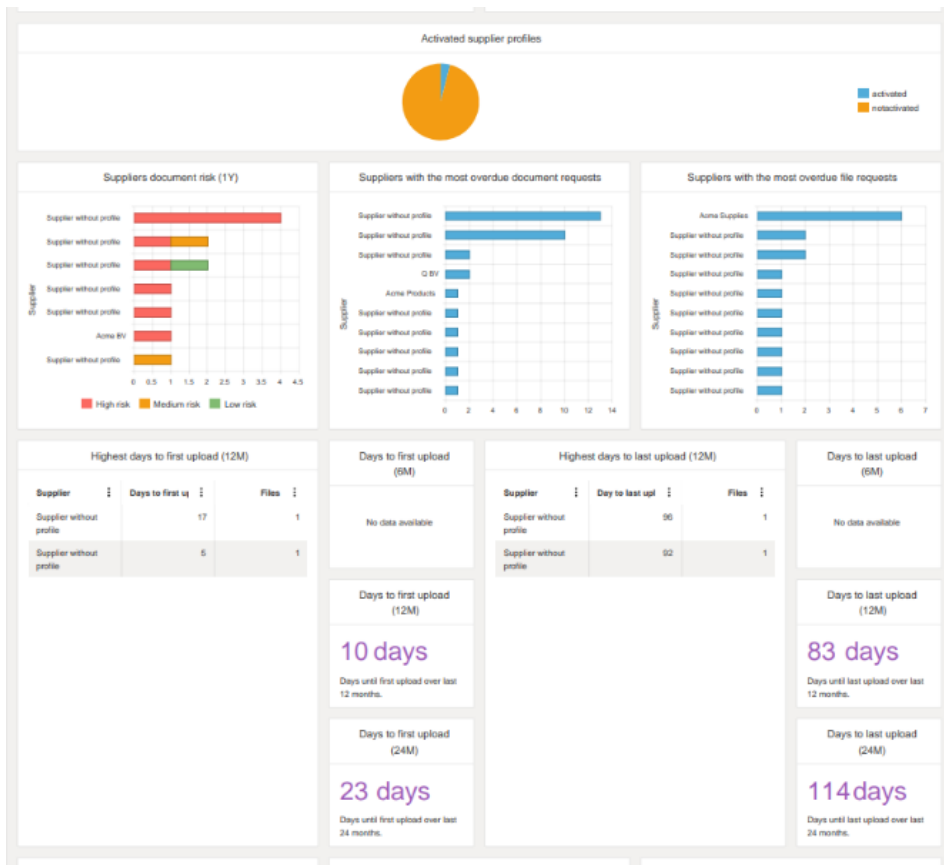 Activated supplier profiles
activated
notactivated
Suppliers document risk (1Y)
Supplier
Supplier without profile
Supplier without profile
Supplier without profile
Supplier without profile
Supplier without profile
Acme BV
Supplier without profile
0 0.5 1 1.5 2 2.5 3 3.5 4 4.5
High risk Medium risk Low risk
Suppliers with the most overdue document requests
Supplier
Supplier without profile
Supplier without profile
Supplier without profile
Q BV
Acme Products
Supplier without profile
Supplier without profile
Supplier without profile
Supplier without profile
Supplier without profile
0 2 4 6 8 10 12 14
Suppliers with the most overdue file requests
Supplier
Acme Supplies
Supplier without profile
Supplier without profile
Supplier without profile
Supplier without profile
Supplier without profile
Supplier without profile
Supplier without profile
Supplier without profile
Supplier without profile
0 1 2 3 4 5 6 7
Highest days to first upload (12M)
Supplier Days to first u Files
Supplier without 17 1
profile
Supplier without 5 1
profile
Days to first upload
(6M)
No data available
Days to first upload
(12M)
10 days
Days until first upload over last
12 months.
Days to first upload
(24M)
23 days
Days until first upload over last
24 months.
Highest days to last upload (12M)
Supplier Day to last upl Files
Supplier without 96 1
profile
Supplier without 92 1
profile
Days to last upload
(6M)
No data available
Days to last upload
(12M)
83 days
Days until last upload over last
12 months.
Days to last upload
(24M)
114 days
Days until last upload over last
24 months.